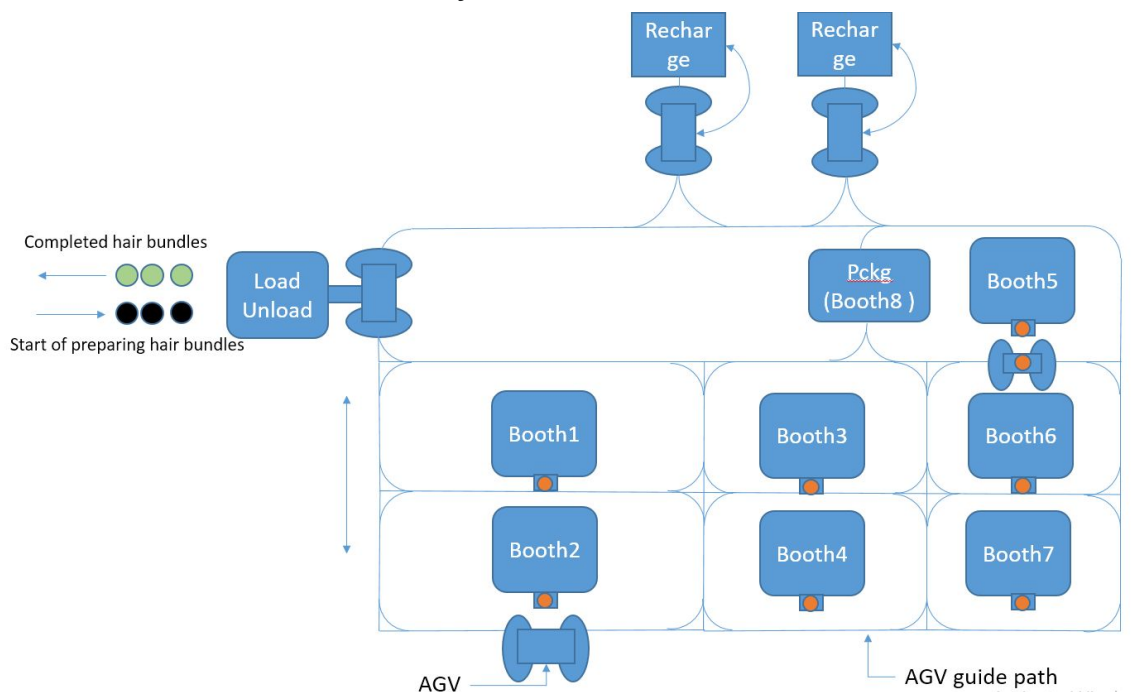 Rechar
ge
Rechar
ge
Completed hair bundles
Load
Unload
Start of preparing hair bundles
Pckg
(Booth8 )
Booth5
Booth1
Booth3
Booth6
Booth2
Booth4
Booth7
AGV
AGV guide path